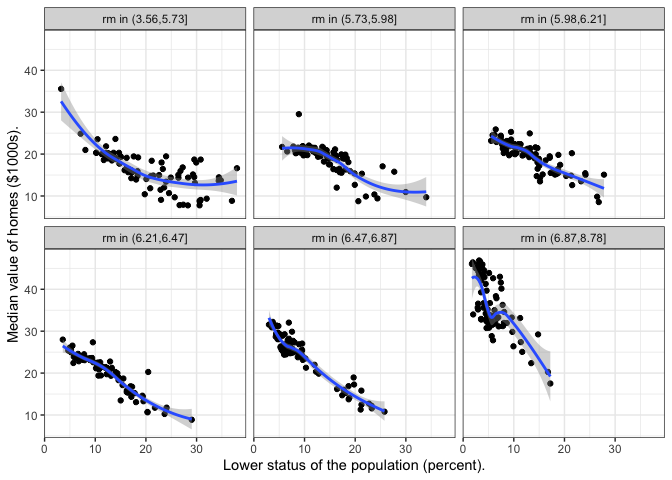 rm in (3.56,5.73]
rm in (5.73,5.98]
rm in (5.98,6.21]
40
30
20
10
rm in (6.21,6.47]
rm in (6.47,6.87]
rm in (6.87,8.78]
40
30
20
10
0 10 20 30
0 10 20 30
0 10 20 30
Lower status of the population (percent).
Median value of homes ($1000s).